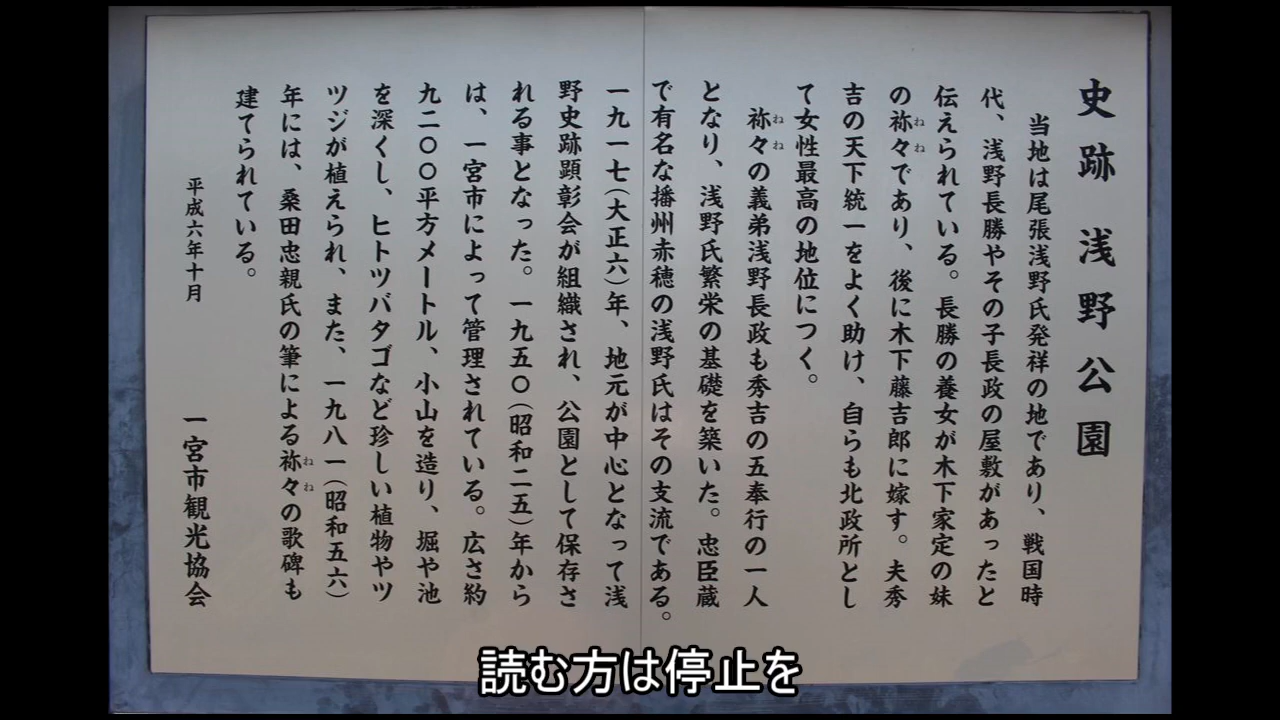 史跡 浅野公園
当地は尾張浅野氏発祥の地であり、戦国時
代、浅野長勝やその子長政の屋敷があったと
伝えられている。長勝の養女が木下家定の妹
の祢々であり、後に木下藤吉郎に嫁す。夫秀
吉の天下統一をよく助け、自らも北政所とし
て女性最高の地位につく。
祢々の義弟浅野長政も秀吉の五奉行の一人
となり、浅野氏繁栄の基礎を築いた。忠臣蔵
で有名な播州赤穂の浅野氏はその支流である。
一九一七(大正六)年、地元が中心となって浅
野史跡顕彰会が組織され、公園として保存さ
れる事となった。一九五〇(昭和二五)年から
は、一宮市によって管理されている。広さ約
九二〇〇平方メートル、小山を造り、堀や池
を深くし、ヒトツバタゴなど珍しい植物やツ
ツジが植えられ、また、一九八一(昭和五六)
年には、桑田忠親氏の筆による祢々の歌碑も
建てられている。
平成六年十月
一宮市観光協会
読む方は停止を